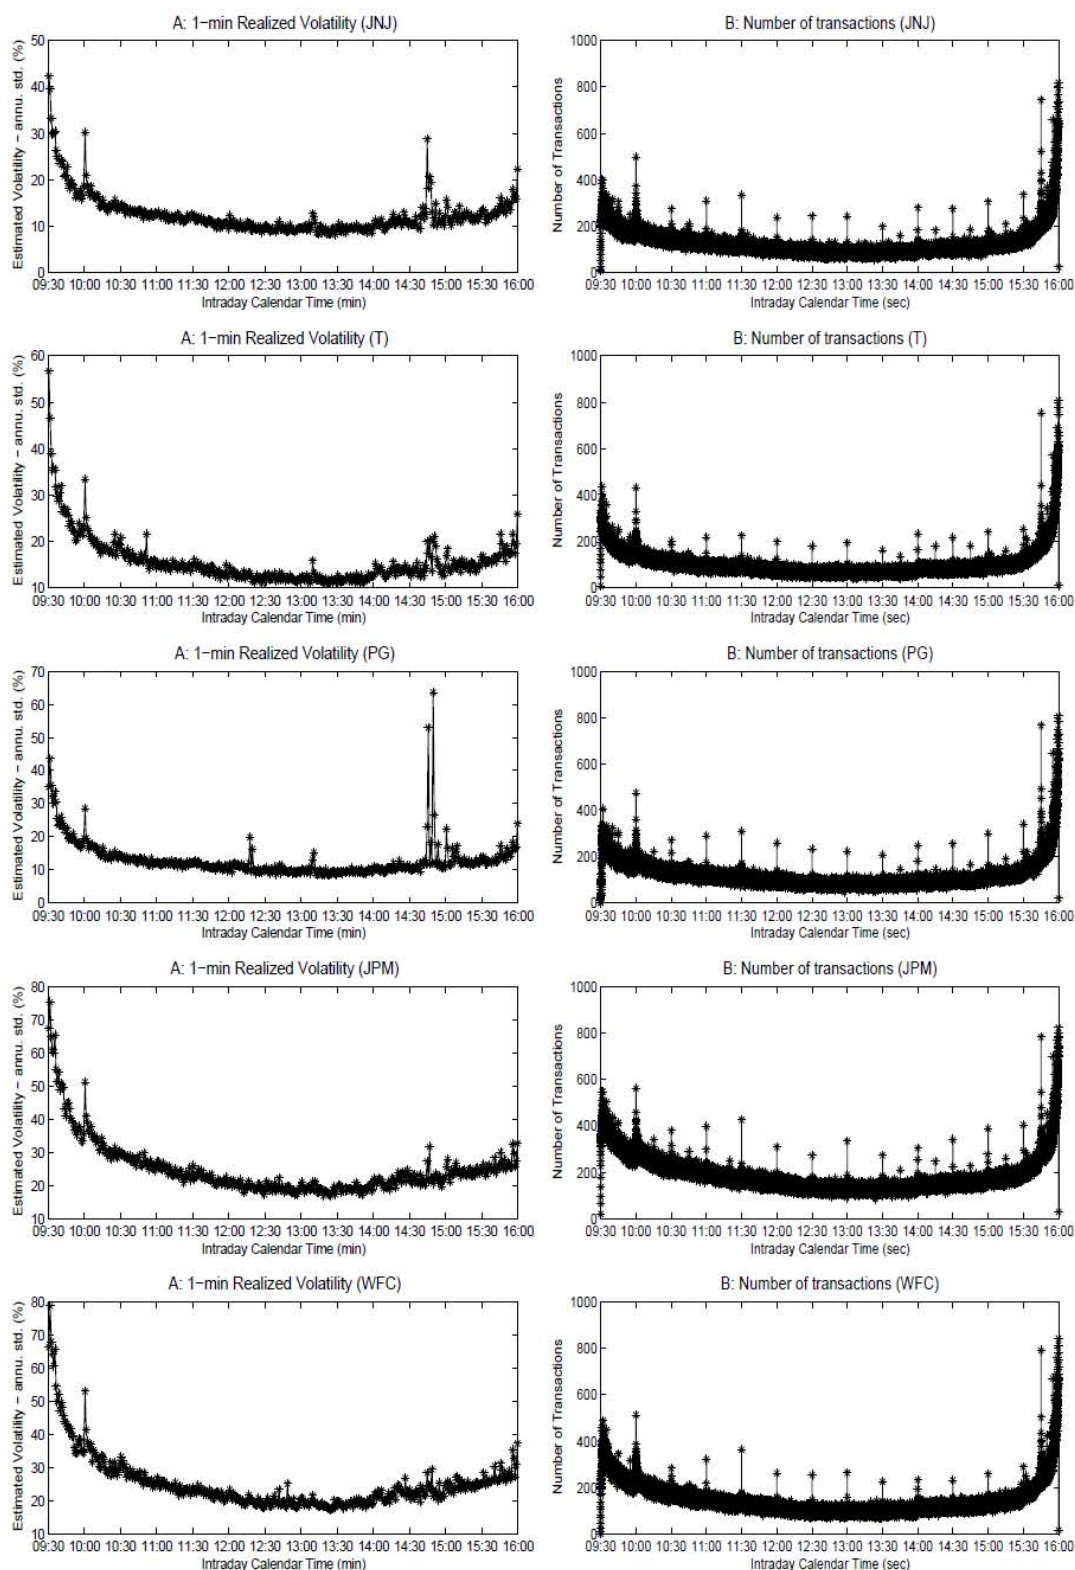 A: 1−min Realized Volatility (JNJ)
Estimated Volatility − annu. std. (%)
50
40
30
20
10
0
09:30 10:00 10:30 11:00 11:30 12:00 12:30 13:00 13:30 14:00 14:30 15:00 15:30 16:00
Intraday Calendar Time (min)
B: Number of transactions (JNJ)
Number of Transactions
1000
800
600
400
200
0
09:30 10:00 10:30 11:00 11:30 12:00 12:30 13:00 13:30 14:00 14:30 15:00 15:30 16:00
Intraday Calendar Time (sec)
A: 1−min Realized Volatility (T)
Estimated Volatility − annu. std. (%)
60
50
40
30
20
10
09:30 10:00 10:30 11:00 11:30 12:00 12:30 13:00 13:30 14:00 14:30 15:00 15:30 16:00
Intraday Calendar Time (min)
B: Number of transactions (T)
Number of Transactions
1000
800
600
400
200
0
09:30 10:00 10:30 11:00 11:30 12:00 12:30 13:00 13:30 14:00 14:30 15:00 15:30 16:00
Intraday Calendar Time (sec)
A: 1−min Realized Volatility (PG)
Estimated Volatility − annu. std. (%)
70
60
50
40
30
20
10
0
09:30 10:00 10:30 11:00 11:30 12:00 12:30 13:00 13:30 14:00 14:30 15:00 15:30 16:00
Intraday Calendar Time (min)
B: Number of transactions (PG)
Number of Transactions
1000
800
600
400
200
0
09:30 10:00 10:30 11:00 11:30 12:00 12:30 13:00 13:30 14:00 14:30 15:00 15:30 16:00
Intraday Calendar Time (sec)
A: 1−min Realized Volatility (JPM)
Estimated Volatility − annu. std. (%)
80
70
60
50
40
30
20
10
09:30 10:00 10:30 11:00 11:30 12:00 12:30 13:00 13:30 14:00 14:30 15:00 15:30 16:00
Intraday Calendar Time (min)
B: Number of transactions (JPM)
Number of Transactions
1000
800
600
400
200
0
09:30 10:00 10:30 11:00 11:30 12:00 12:30 13:00 13:30 14:00 14:30 15:00 15:30 16:00
Intraday Calendar Time (sec)
A: 1−min Realized Volatility (WFC)
Estimated Volatility − annu. std. (%)
80
70
60
50
40
30
20
10
09:30 10:00 10:30 11:00 11:30 12:00 12:30 13:00 13:30 14:00 14:30 15:00 15:30 16:00
Intraday Calendar Time (min)
B: Number of transactions (WFC)
Number of Transactions
1000
800
600
400
200
0
09:30 10:00 10:30 11:00 11:30 12:00 12:30 13:00 13:30 14:00 14:30 15:00 15:30 16:00
Intraday Calendar Time (sec)